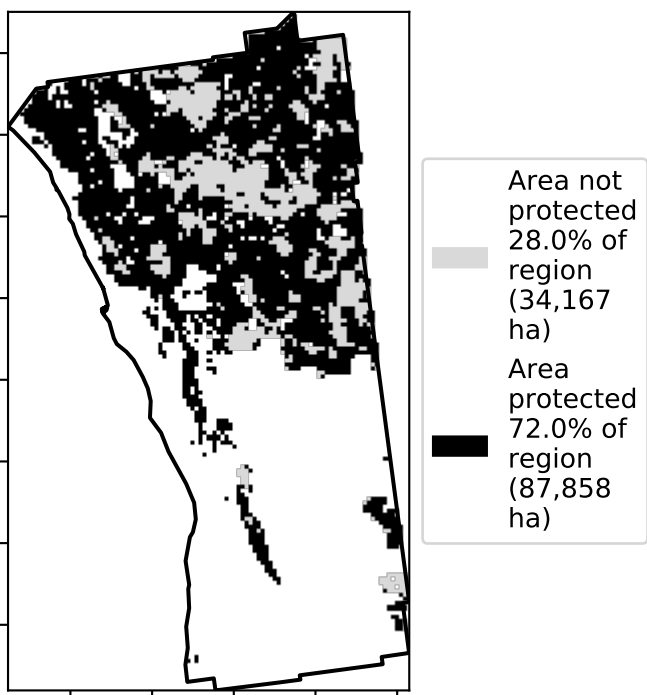 Area not
protected
28.0% of
region
(34,167
ha)
Area
protected
72.0% of
region
(87,858
ha)